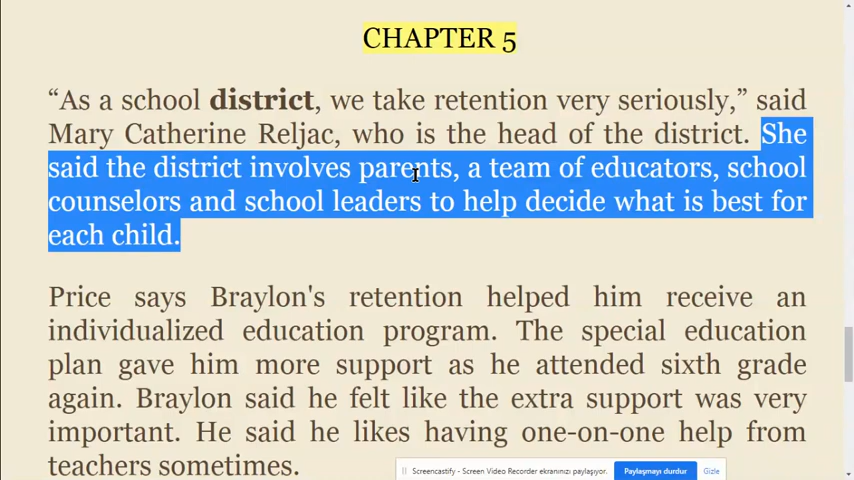 CHAPTER 5
“As a school district, we take retention very seriously,” said
Mary Catherine Reljac, who is the head of the district. She
said the district involves parents, a team of educators, school
counselors and school leaders to help decide what is best for
each child.
Price says Braylon's retention helped him receive an
individualized education program. The special education
plan gave him more support as he attended sixth grade
again. Braylon said he felt like the extra support was very
important. He said he likes having one-on-one help from
teachers sometimes.
Screencastify - Screen Video Recorder ekranınızı paylaşıyor. Paylaşmayı durdur Gizle